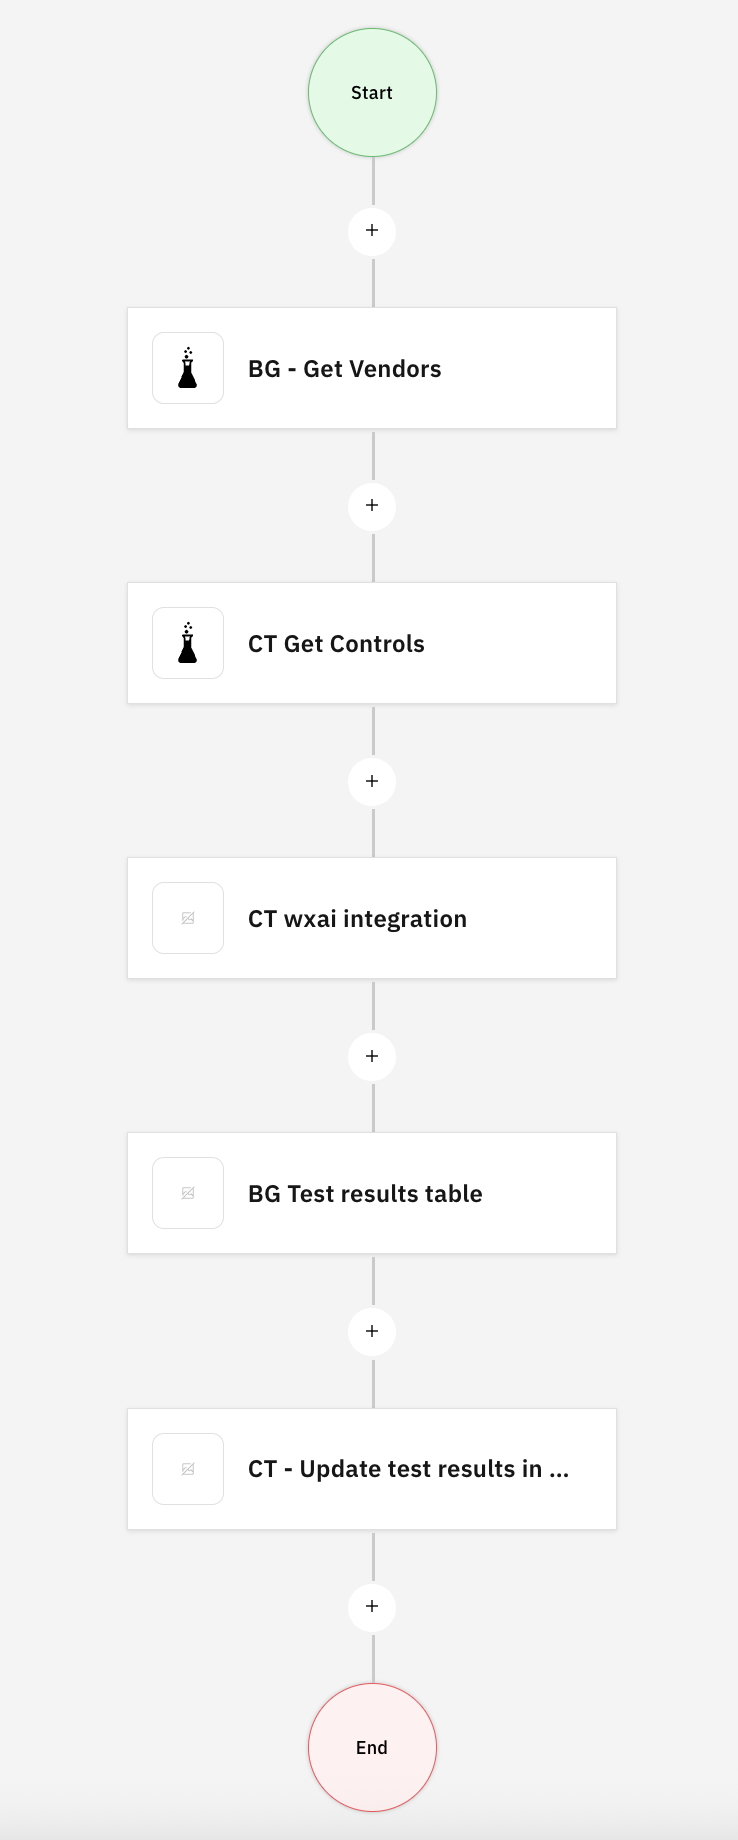 Start
+
BG - Get Vendors
+
CT Get Controls
+
CT wxai integration
+
BG Test results table
+
CT - Update test results in ...
+
End